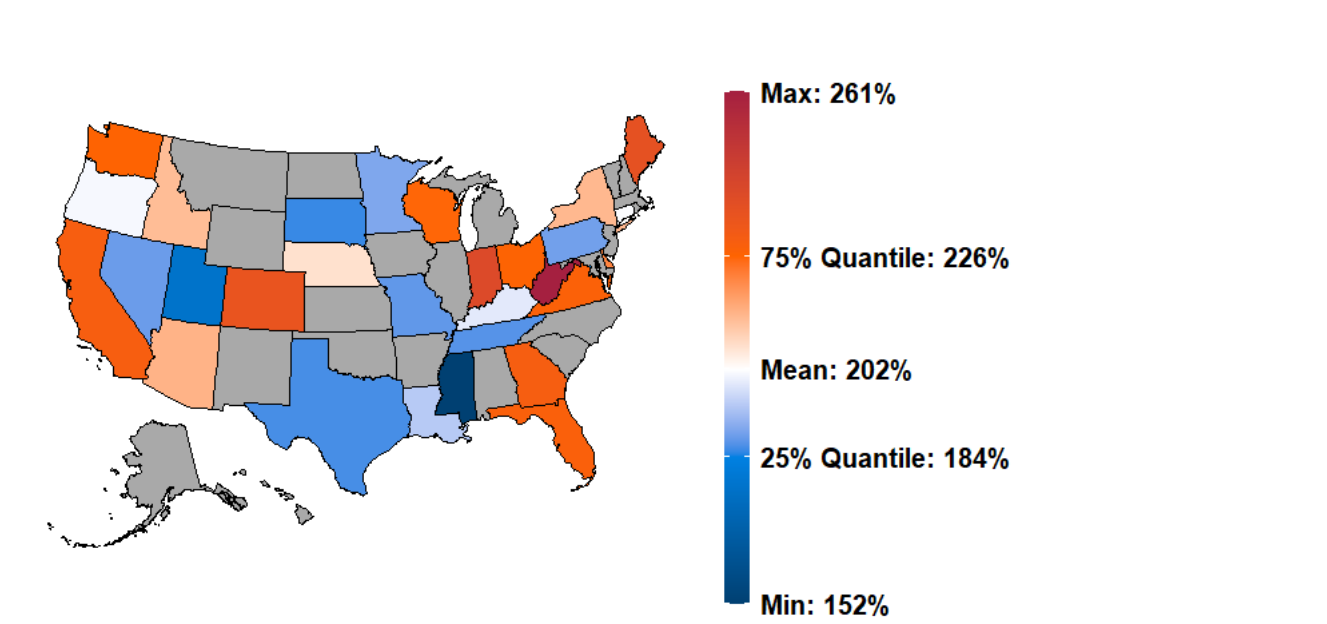 Max: 261%
75% Quantile: 226%
Mean: 202%
25% Quantile: 184%
Min: 152%